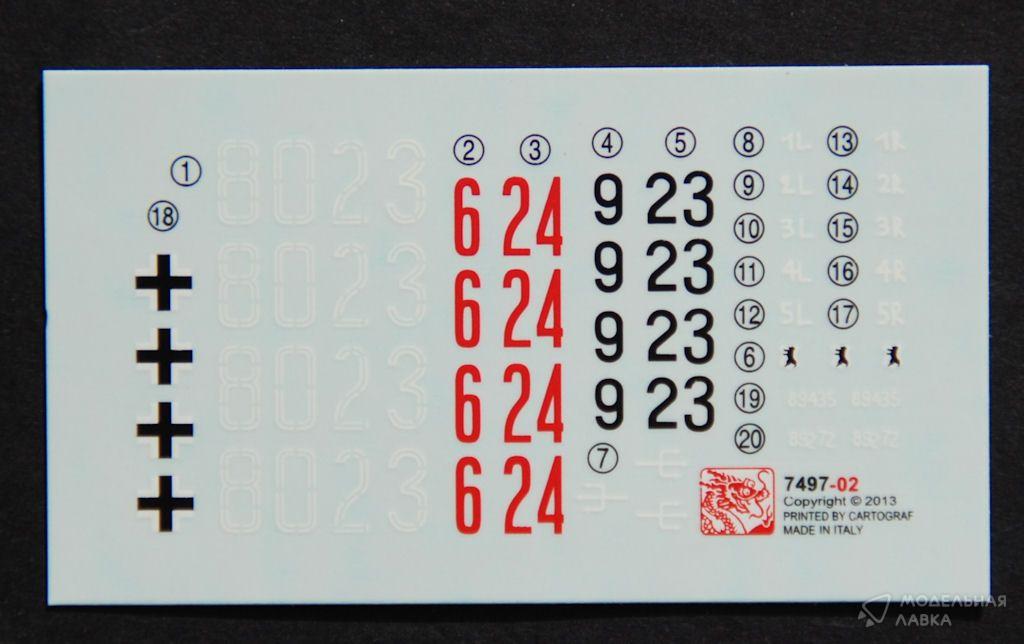 ② ③ ④ ⑤ ⑧ 1L ⑬ 1R
① 8023 6 24 9 23 ⑨ 2L ⑭ 2R
⑱ ⑩ 3L ⑮ 3R
8023 6 24 9 23 ⑪ 4L ⑯ 4R
⑫ 5L ⑰ 5R
8023 6 24 9 23 ⑥
⑲ 89435 89435
9 23 ⑳ 89272 89272
8023 6 24 ⑦
7497-02
Copyright © 2013
PRINTED BY CARTOGRAF
MADE IN ITALY
МОДЕЛЬНАЯ
ЛАВКА